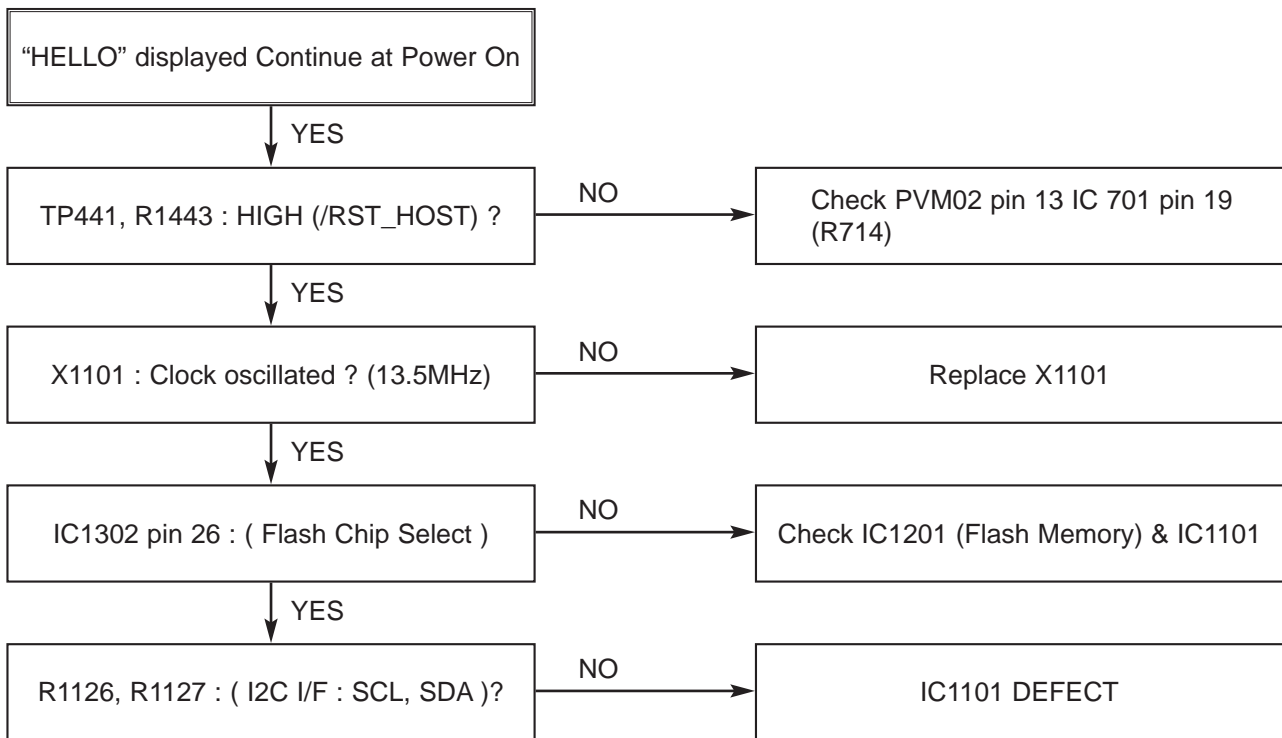 “HELLO” displayed Continue at Power On
YES
TP441, R1443 : HIGH (/RST_HOST) ?
NO
Check PVM02 pin 13 IC 701 pin 19
(R714)
YES
X1101 : Clock oscillated ? (13.5MHz)
NO
Replace X1101
YES
IC1302 pin 26 : ( Flash Chip Select )
NO
Check IC1201 (Flash Memory) & IC1101
YES
R1126, R1127 : ( I2C I/F : SCL, SDA )?
NO
IC1101 DEFECT